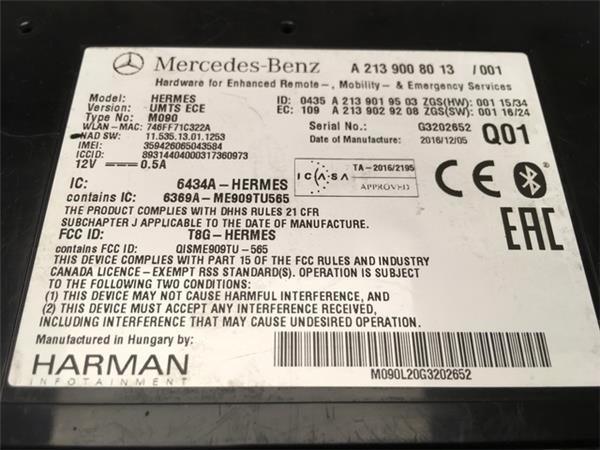 Mercedes-Benz A 213 900 80 13 / 001
Hardware for Enhanced Remote-, Mobility- & Emergency Services
Model: HERMES ID: 0435 A 213 901 95 03 ZGS(HW): 001 15/34
Version: UMTS ECE EC: 109 A 213 902 92 08 ZGS(SW): 001 16/24
Type No: M090 Serial No.: G3202652 Q01
WLAN-MAC: 746FF71C322A Date of Manufacture: 2016/12/05
NAD SW: 11.535.13.01.1253
IMEI: 359426065043584
ICCID: 89314404000317360973
12V 0.5A
ICASA TA-2016/2195 APPROVED
CE
EAC
IC: 6434A-HERMES
contains IC: 6369A-ME909TU565
THE PRODUCT COMPLIES WITH DHHS RULES 21 CFR
SUBCHAPTER J APPLICABLE TO THE DATE OF MANUFACTURE.
FCC ID: T8G-HERMES
contains FCC ID: QISME909TU-565
THIS DEVICE COMPLIES WITH PART 15 OF THE FCC RULES AND INDUSTRY
CANADA LICENCE-EXEMPT RSS STANDARD(S). OPERATION IS SUBJECT
TO THE FOLLOWING TWO CONDITIONS:
(1) THIS DEVICE MAY NOT CAUSE HARMFUL INTERFERENCE, AND
(2) THIS DEVICE MUST ACCEPT ANY INTERFERENCE RECEIVED,
INCLUDING INTERFERENCE THAT MAY CAUSE UNDESIRED OPERATION.
Manufactured in Hungary by:
HARMAN
INFOTAINMENT
M090L20G3202652